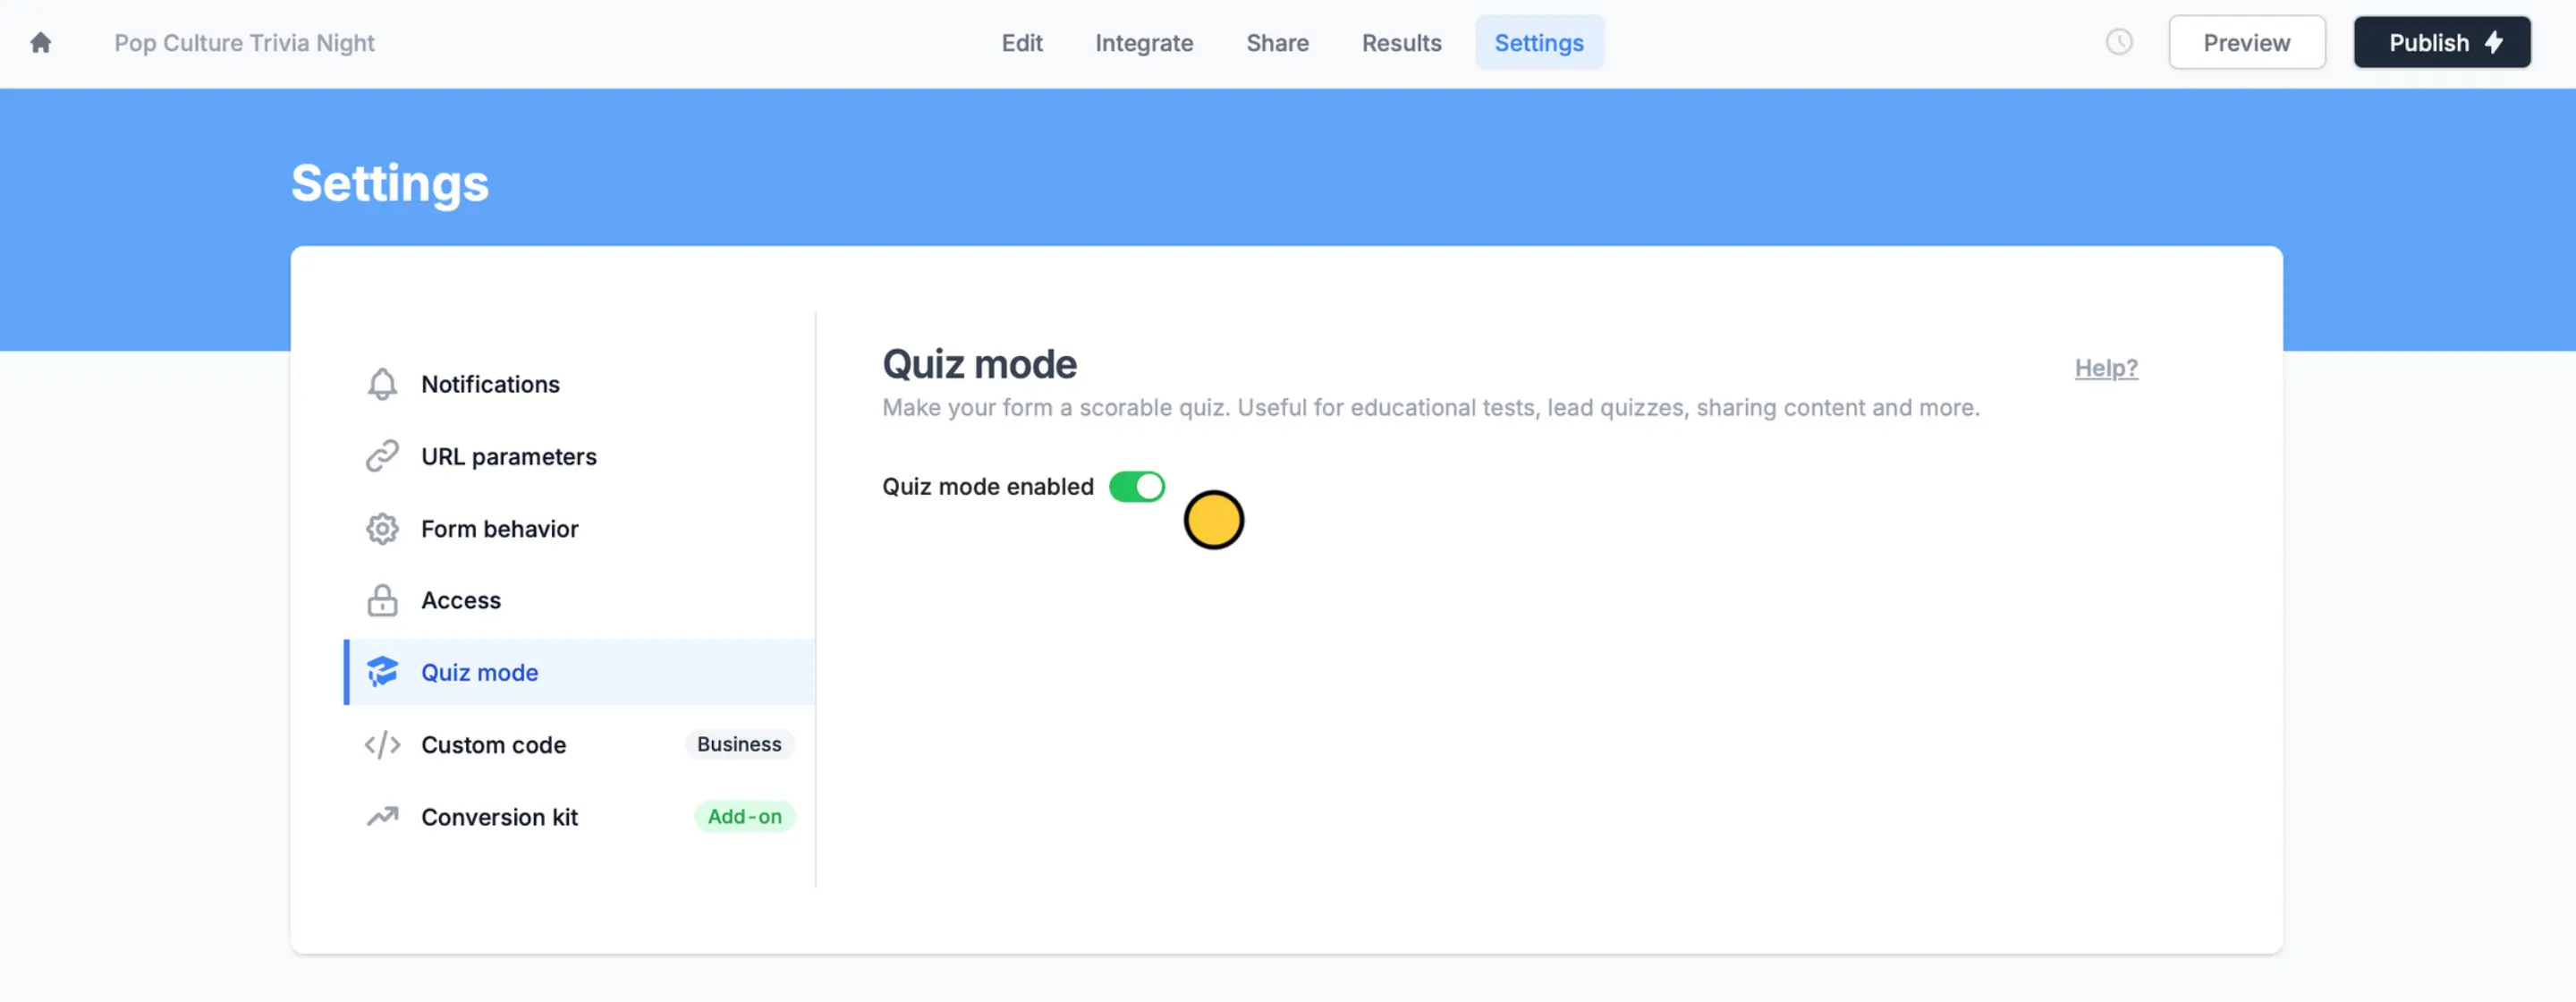 Pop Culture Trivia Night
Edit
Integrate
Share
Results
Settings
Preview
Publish
Settings
Notifications
URL parameters
Form behavior
Access
Quiz mode
Custom code
Business
Conversion kit
Add-on
Quiz mode
Help?
Make your form a scorable quiz. Useful for educational tests, lead quizzes, sharing content and more.
Quiz mode enabled